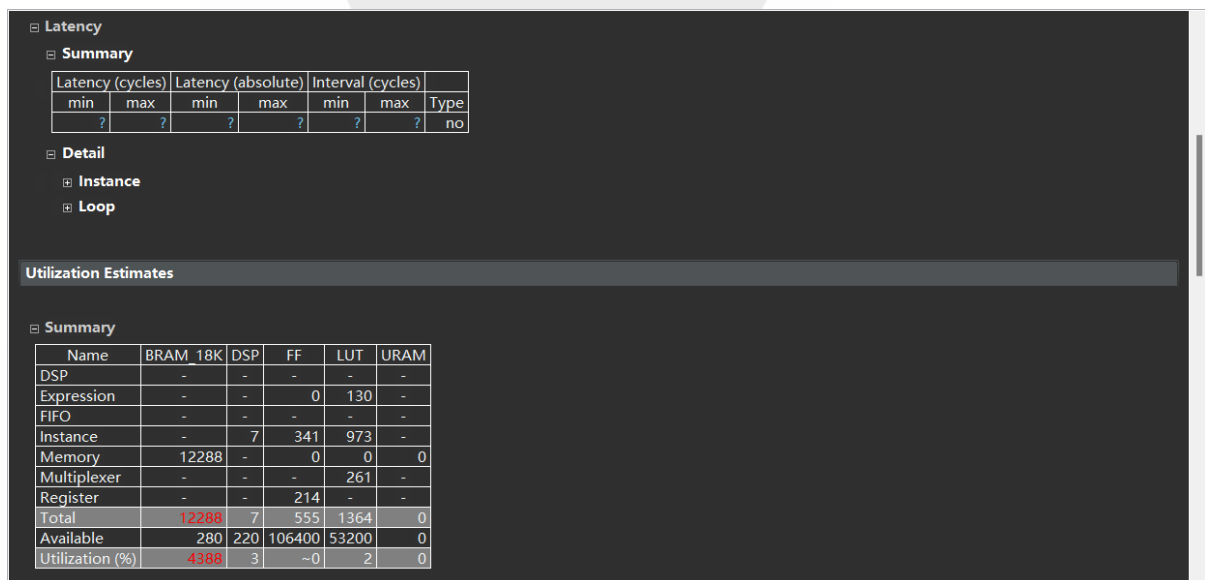 Latency
Summary
Latency (cycles) Latency (absolute) Interval (cycles)
min max min max min max Type
? ? ? ? ? ? no
Detail
Instance
Loop
Utilization Estimates
Summary
Name BRAM_18K DSP FF LUT URAM
DSP - - - - -
Expression - - 0 130 -
FIFO - - - - -
Instance - 7 341 973 -
Memory 12288 - 0 0 0
Multiplexer - - - 261 -
Register - - 214 - -
Total 12288 7 555 1364 0
Available 280 220 106400 53200 0
Utilization (%) 4388 3 ~0 2 0